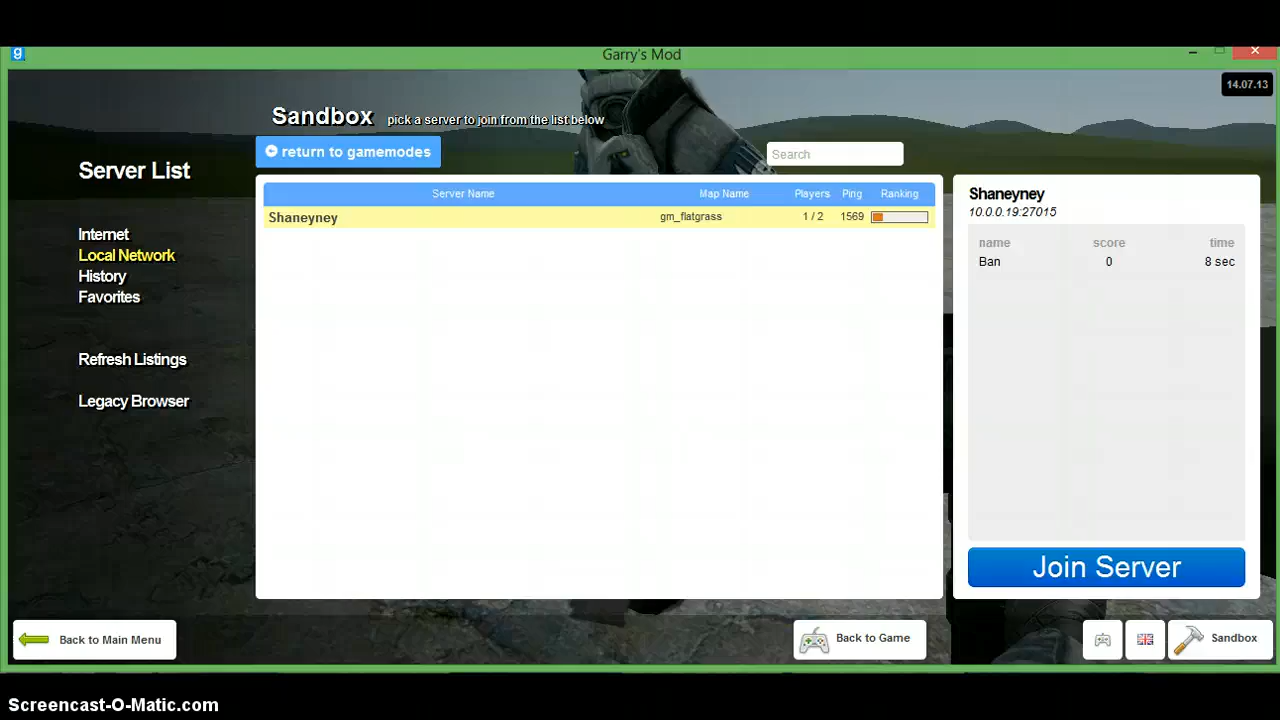 g
Garry's Mod
14.07.13
Sandbox pick a server to join from the list below
return to gamemodes
Search
Server List
Internet
Local Network
History
Favorites
Refresh Listings
Legacy Browser
Server Name Map Name Players Ping Ranking
Shaneyney gm_flatgrass 1 / 2 1569
Shaneyney
10.0.0.19:27015
name score time
Ban 0 8 sec
Join Server
Back to Main Menu
Back to Game
Sandbox
Screencast-O-Matic.com